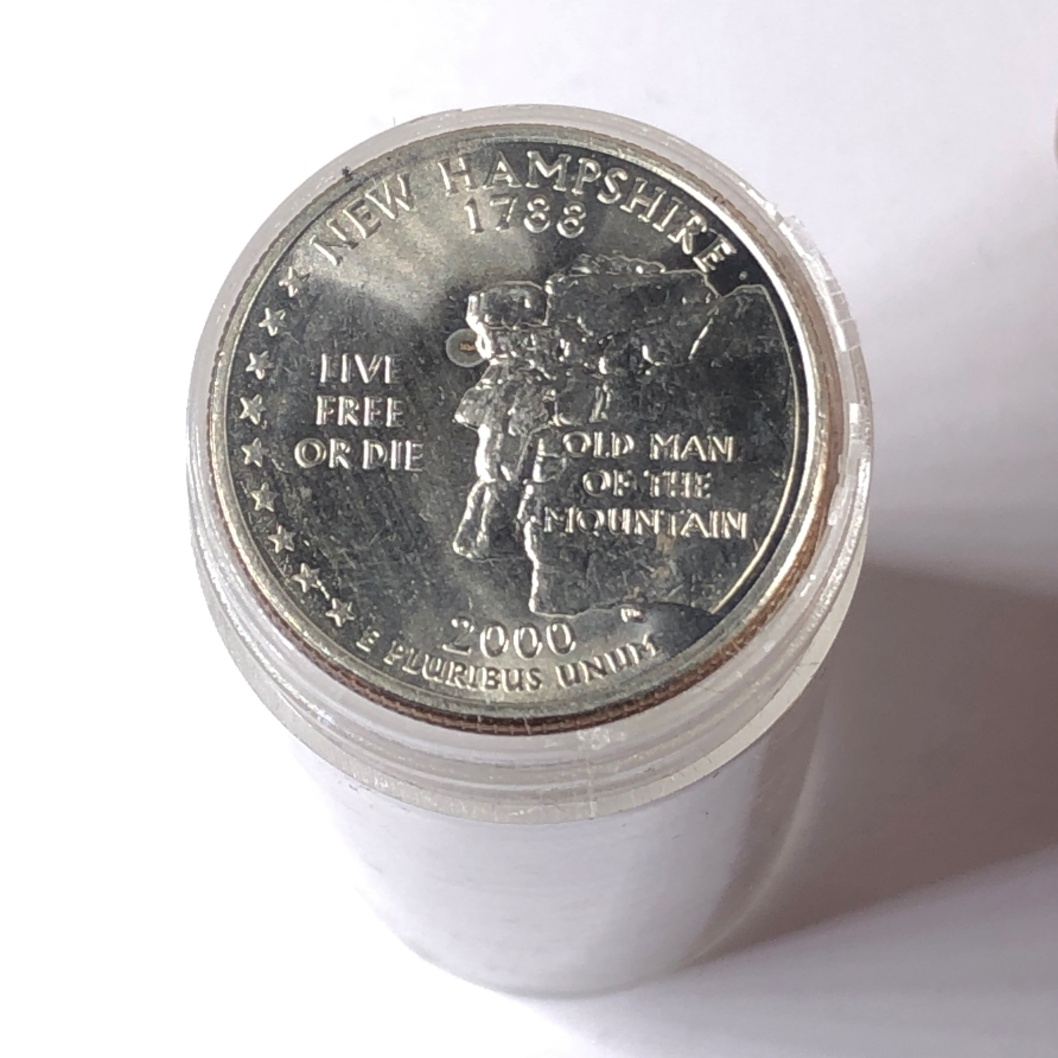 NEW HAMPSHIRE
1788
LIVE
FREE
OR DIE
OLD MAN
OF THE
MOUNTAIN
2000
E PLURIBUS UNUM